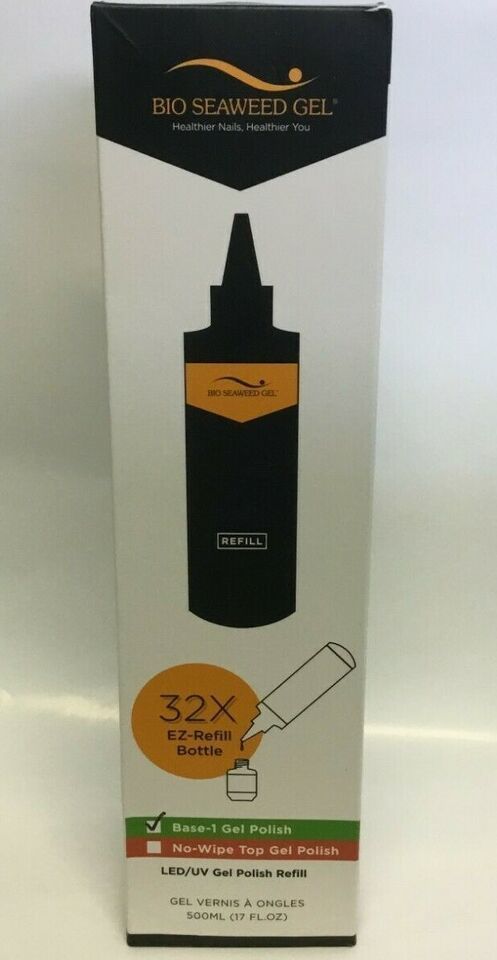 BIO SEAWEED GEL®
Healthier Nails, Healthier You
BIO SEAWEED GEL
REFILL
32X
EZ-Refill
Bottle
Base-1 Gel Polish
No-Wipe Top Gel Polish
LED/UV Gel Polish Refill
GEL VERNIS À ONGLES
500ML (17 FL.OZ)